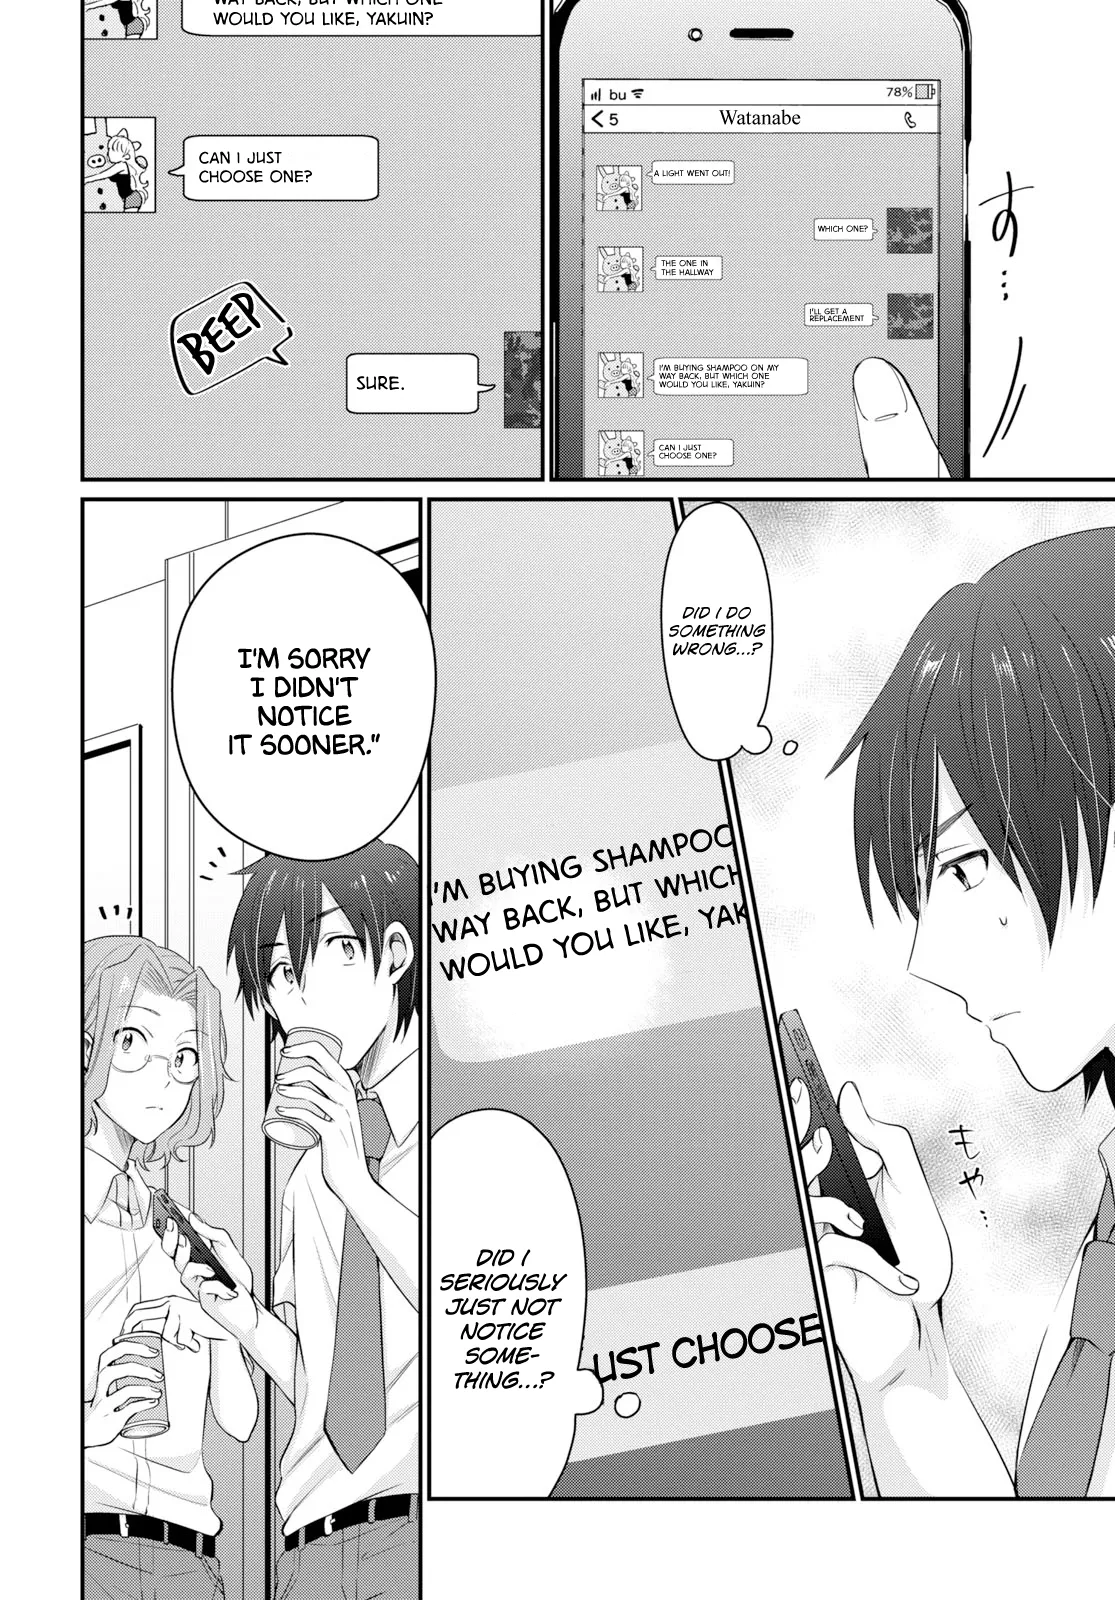 bu
78%
5
Watanabe
A LIGHT WENT OUT!
WHICH ONE?
THE ONE IN
THE HALLWAY
I'LL GET A
REPLACEMENT
I'M BUYING SHAMPOO ON MY
WAY BACK, BUT WHICH ONE
WOULD YOU LIKE, YAKUIN?
CAN I JUST
CHOOSE ONE?
す…
WAY BACK, BUT WHICH ONE
WOULD YOU LIKE, YAKUIN?
CAN I JUST
CHOOSE ONE?
BEEP
SURE.
DID I DO
SOMETHING
WRONG...?
もや…
I'M BUYING SHAMPOO
WAY BACK, BUT WHICH
WOULD YOU LIKE, YAK
UST CHOOSE
DID I
SERIOUSLY
JUST NOT
NOTICE
SOME-
THING...?
I'M SORRY
I DIDN'T
NOTICE
IT SOONER."